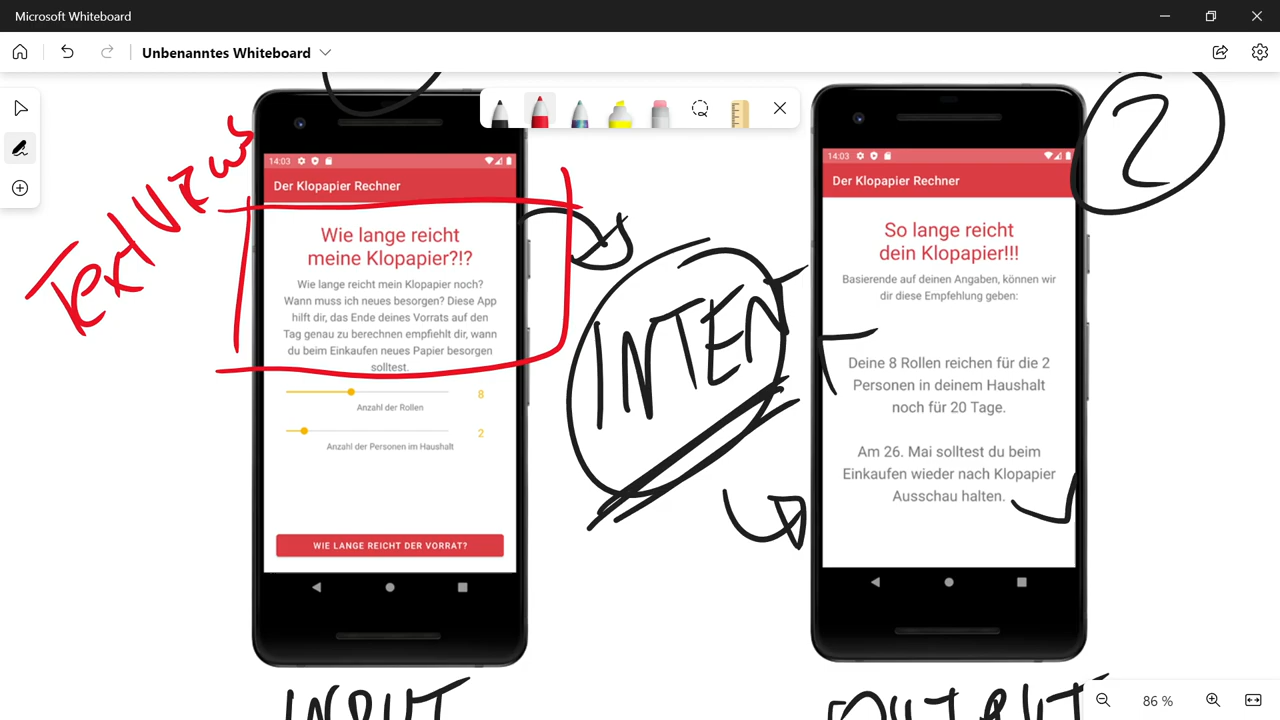 Microsoft Whiteboard
Unbenanntes Whiteboard
TextViews
14:03
Der Klopapier Rechner
Wie lange reicht
meine Klopapier?!?
Wie lange reicht mein Klopapier noch?
Wann muss ich neues besorgen? Diese App
hilft dir, das Ende deines Vorrats auf den
Tag genau zu berechnen empfiehlt dir, wann
du beim Einkaufen neues Papier besorgen
solltest.
8
Anzahl der Rollen
2
Anzahl der Personen im Haushalt
WIE LANGE REICHT DER VORRAT?
INPUT
INTENT
2
14:03
Der Klopapier Rechner
So lange reicht
dein Klopapier!!!
Basierende auf deinen Angaben, können wir
dir diese Empfehlung geben:
Deine 8 Rollen reichen für die 2
Personen in deinem Haushalt
noch für 20 Tage.
Am 26. Mai solltest du beim
Einkaufen wieder nach Klopapier
Ausschau halten.
OUTPUT
86 %